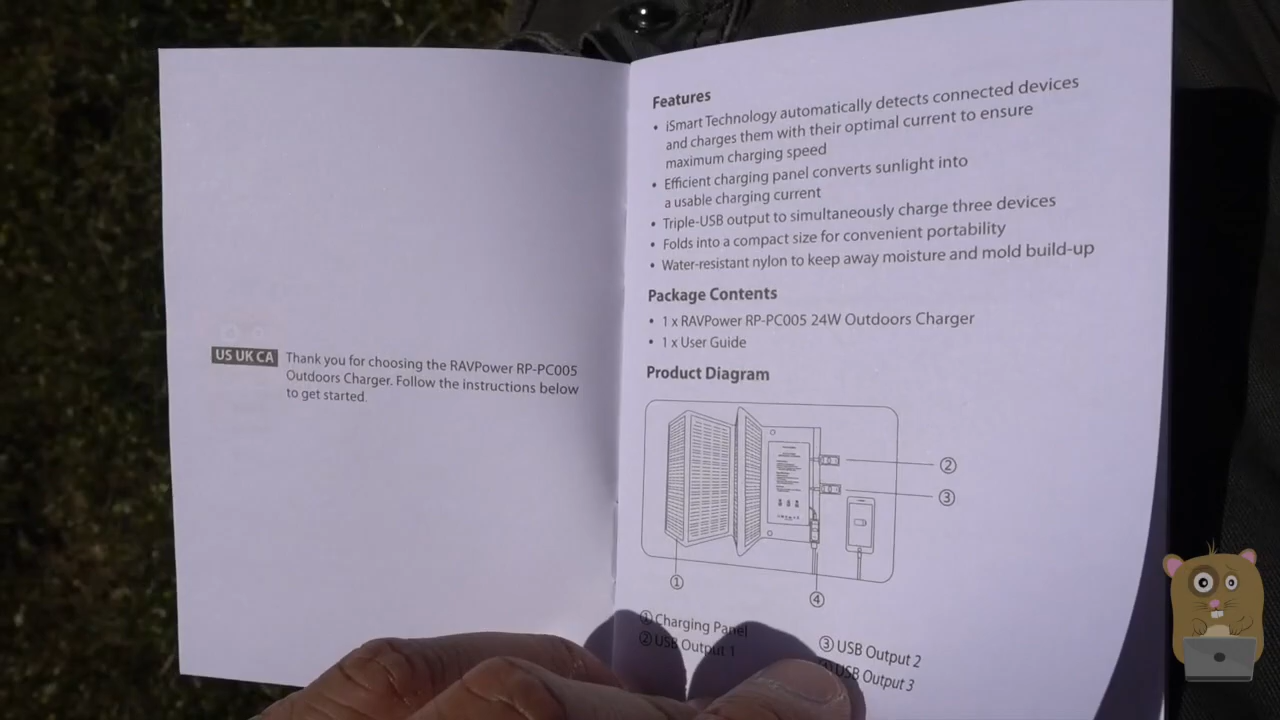 US UK CA Thank you for choosing the RAVPower RP-PC005
Outdoors Charger. Follow the instructions below
to get started.
Features
• iSmart Technology automatically detects connected devices
and charges them with their optimal current to ensure
maximum charging speed
• Efficient charging panel converts sunlight into
a usable charging current
• Triple-USB output to simultaneously charge three devices
• Folds into a compact size for convenient portability
• Water-resistant nylon to keep away moisture and mold build-up
Package Contents
• 1 x RAVPower RP-PC005 24W Outdoors Charger
• 1 x User Guide
Product Diagram
②
③
①
④
① Charging Panel
② USB Output 1
③ USB Output 2
④ USB Output 3